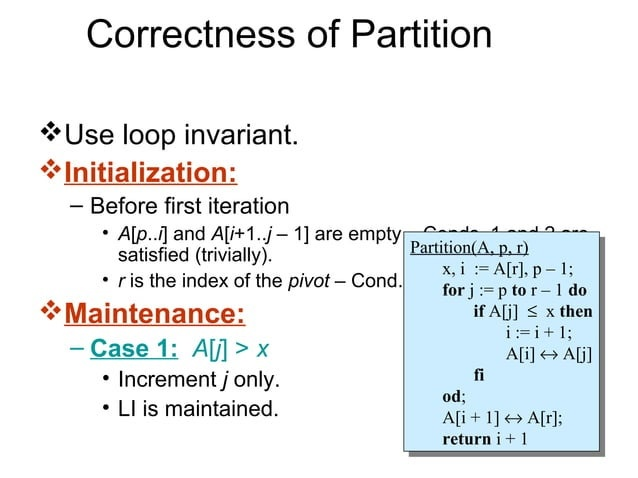 Correctness of Partition
❖Use loop invariant.
❖Initialization:
– Before first iteration
• A[p..i] and A[i+1..j – 1] are empty
satisfied (trivially).
• r is the index of the pivot – Cond.
❖Maintenance:
– Case 1: A[j] > x
• Increment j only.
• LI is maintained.
Partition(A, p, r)
x, i := A[r], p – 1;
for j := p to r – 1 do
if A[j] ≤ x then
i := i + 1;
A[i] ↔ A[j]
fi
od;
A[i + 1] ↔ A[r];
return i + 1